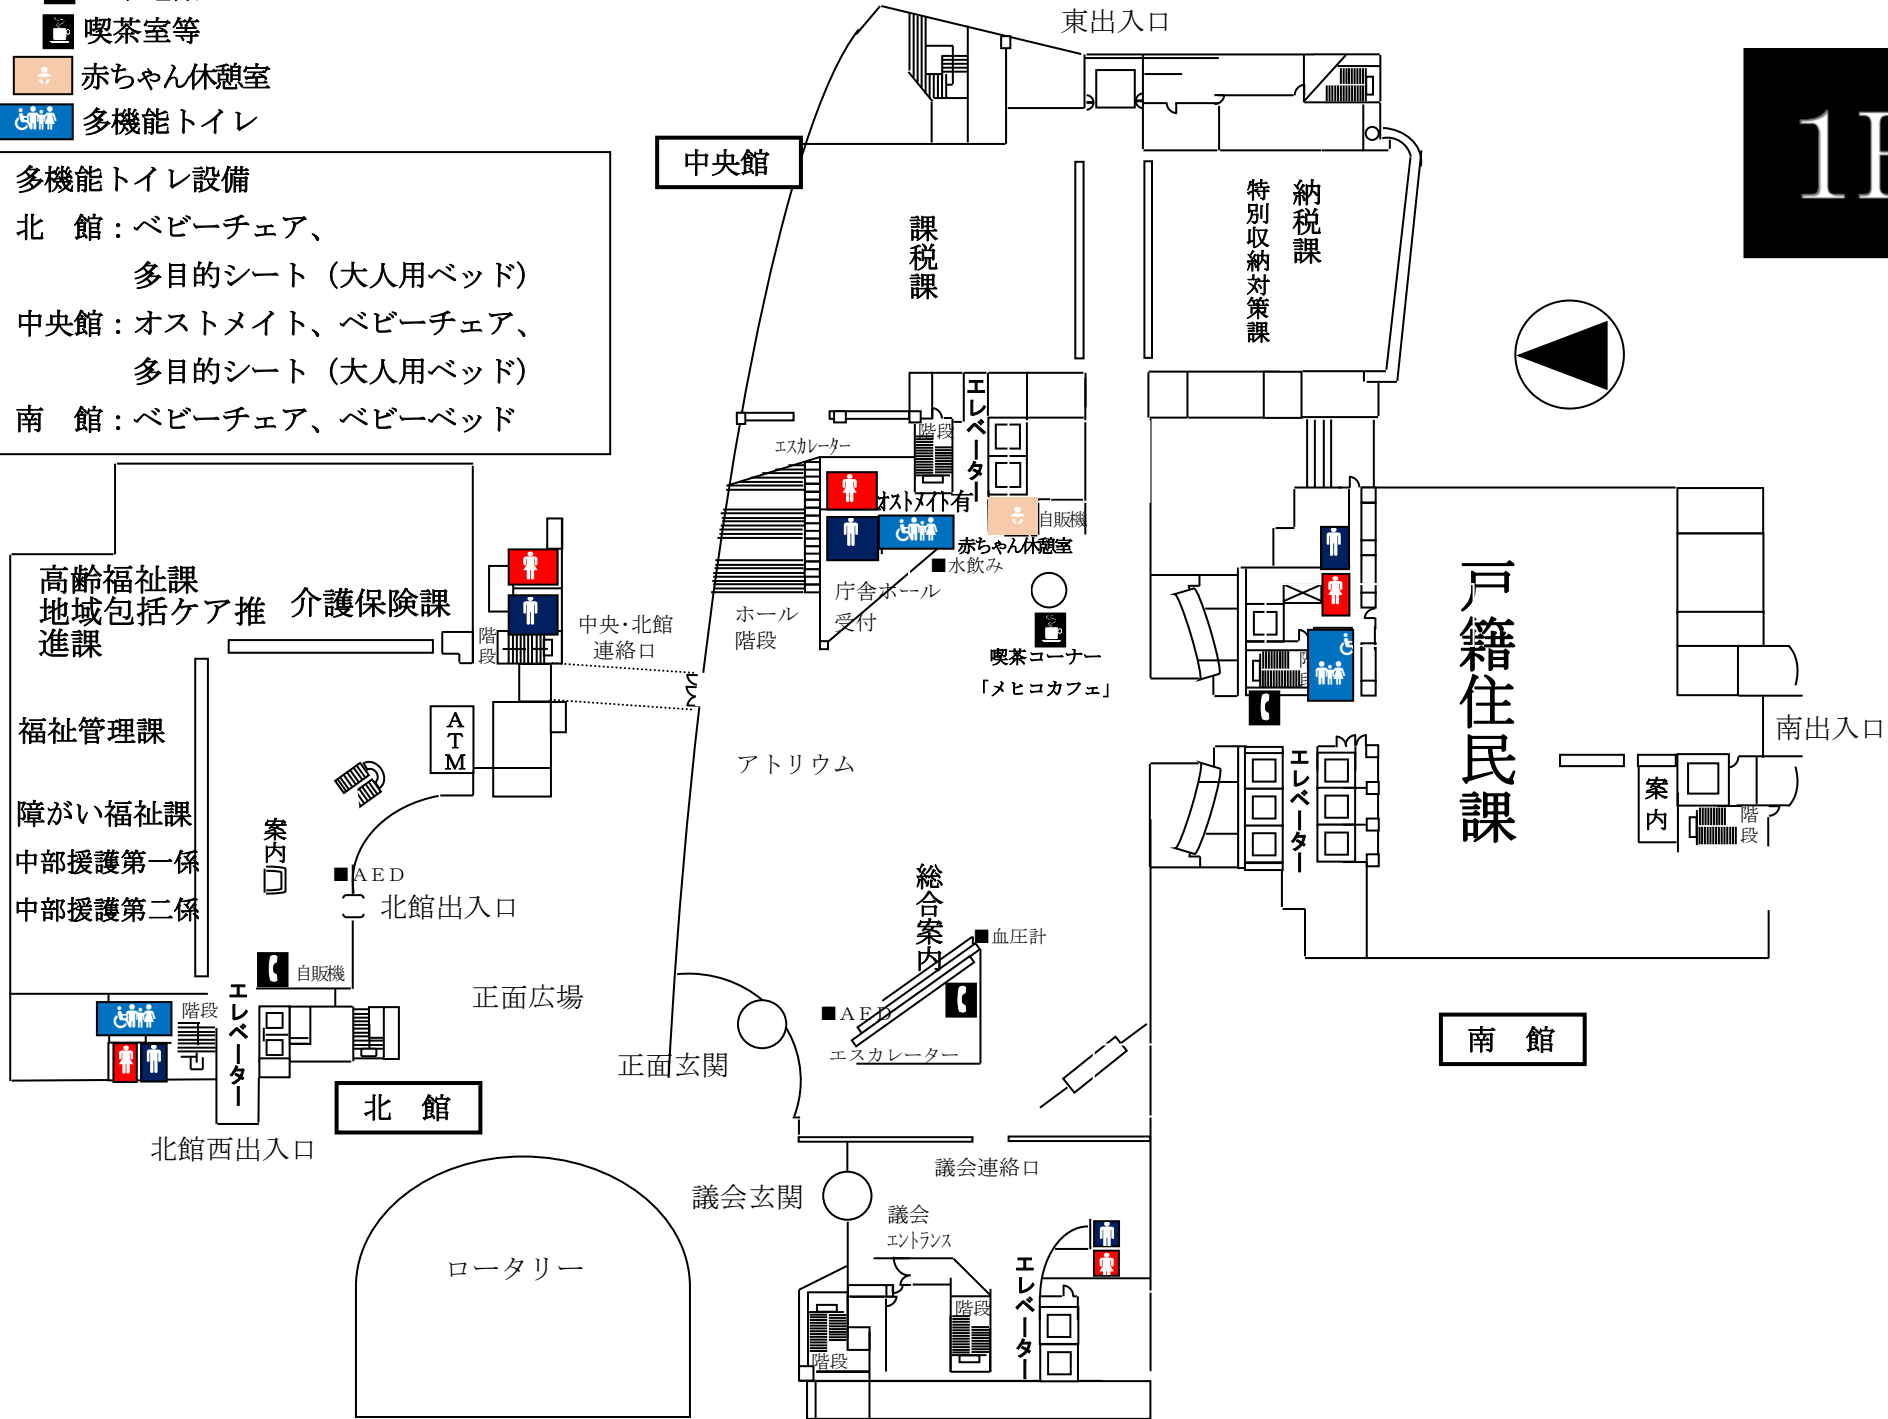 喫茶室等
赤ちゃん休憩室
多機能トイレ
多機能トイレ設備
北　館：ベビーチェア、
多目的シート（大人用ベッド）
中央館：オストメイト、ベビーチェア、
多目的シート（大人用ベッド）
南　館：ベビーチェア、ベビーベッド
東出入口
中央館
課税課
納税課
特別収納対策課
エレベーター
階段
エスカレーター
オストメイト有
自販機
赤ちゃん休憩室
■水飲み
庁舎ホール
受付
ホール
階段
喫茶コーナー
「メヒコカフェ」
中央・北館
連絡口
高齢福祉課
地域包括ケア推
進課
介護保険課
階段
福祉管理課
ATM
障がい福祉課
中部援護第一係
中部援護第二係
案内
■AED
北館出入口
自販機
階段
エレベーター
北　館
北館西出入口
正面広場
正面玄関
アトリウム
総合案内
■血圧計
■AED
エスカレーター
戸籍住民課
エレベーター
案内
階段
南出入口
南　館
議会連絡口
議会玄関
議会
エントランス
ロータリー
階段
階段
エレベーター